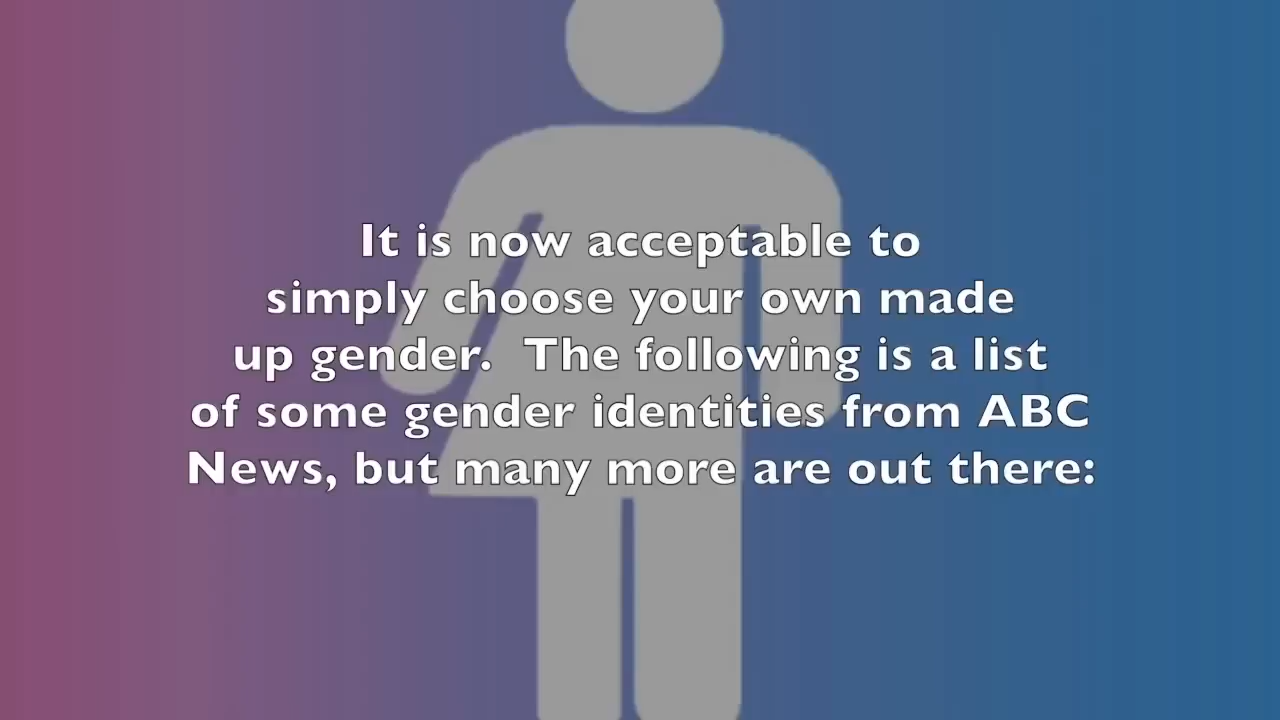 It is now acceptable to
simply choose your own made
up gender.  The following is a list
of some gender identities from ABC
News, but many more are out there: